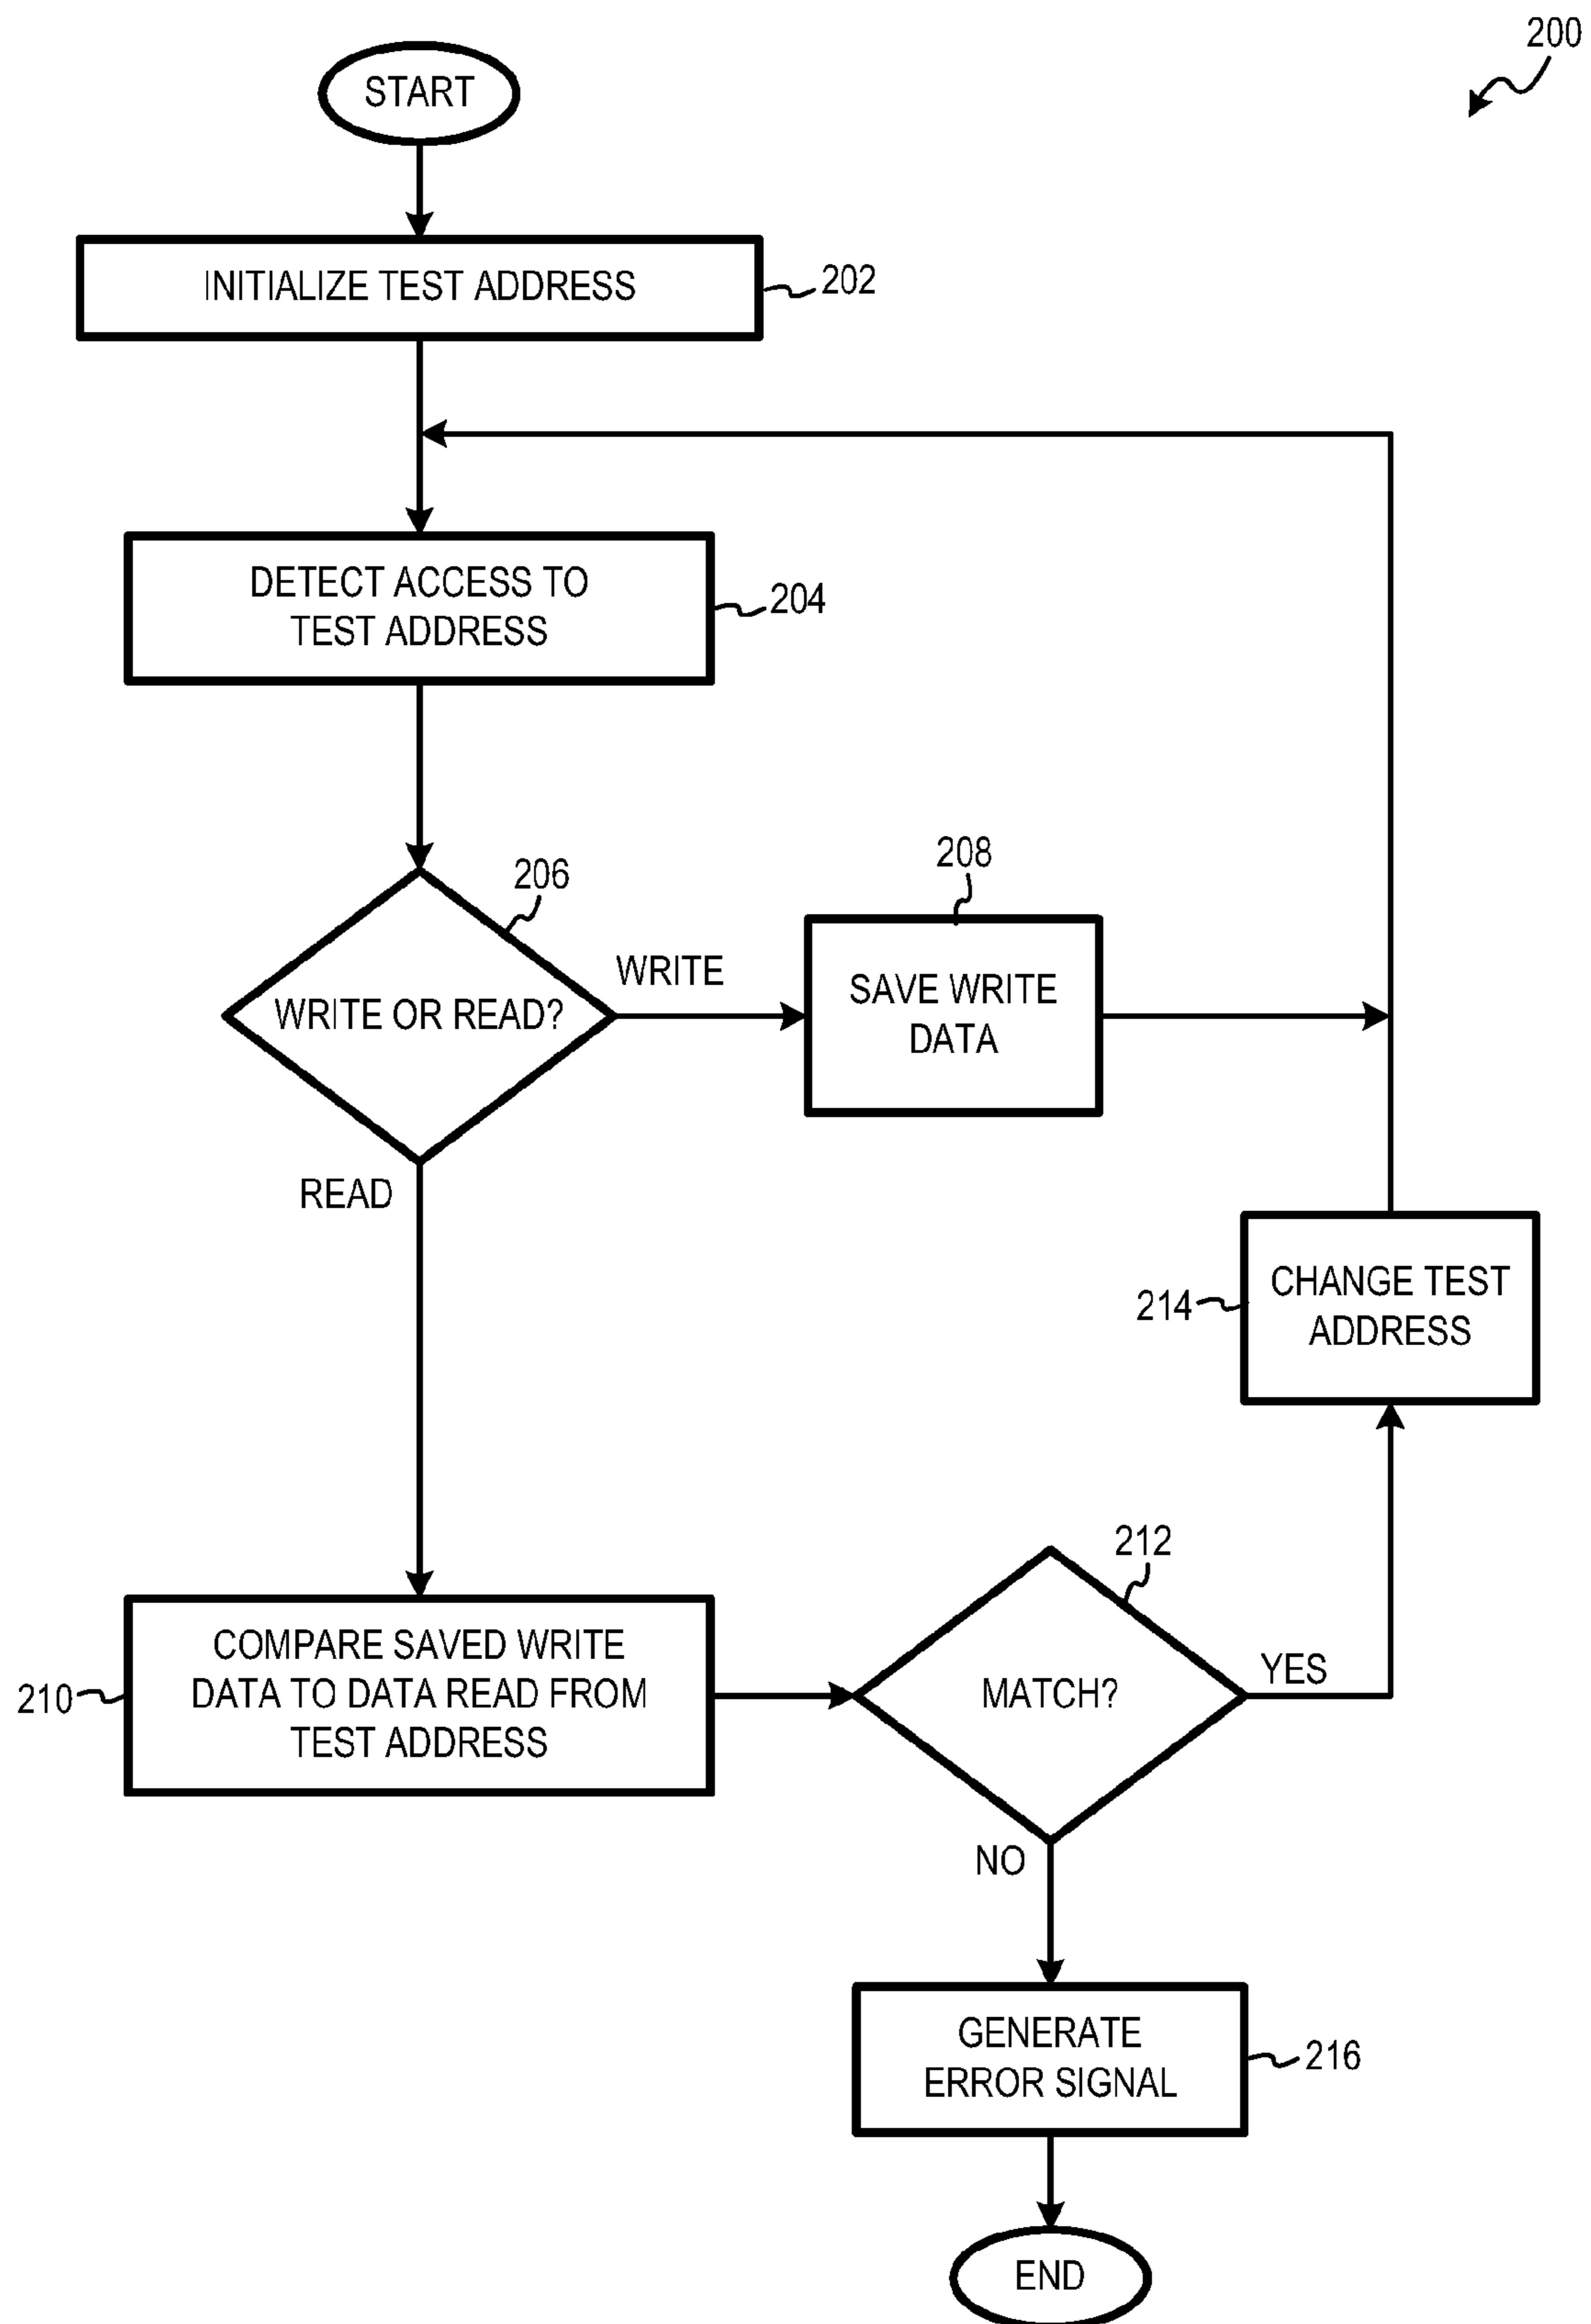 200
START
INITIALIZE TEST ADDRESS
202
DETECT ACCESS TO
TEST ADDRESS
204
206
WRITE OR READ?
WRITE
READ
208
SAVE WRITE
DATA
214
CHANGE TEST
ADDRESS
210
COMPARE SAVED WRITE
DATA TO DATA READ FROM
TEST ADDRESS
212
MATCH?
YES
NO
GENERATE
ERROR SIGNAL
216
END